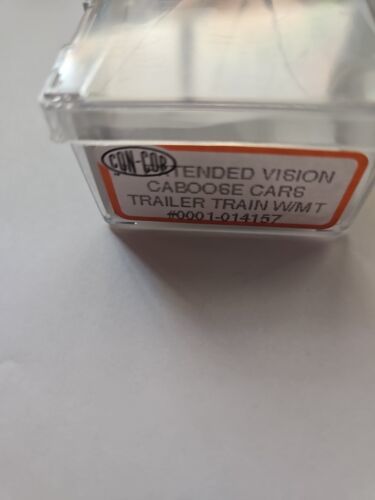 CON-COR
TENDED VISION
CABOOSE CARS
TRAILER TRAIN W/MT
#0001-014157